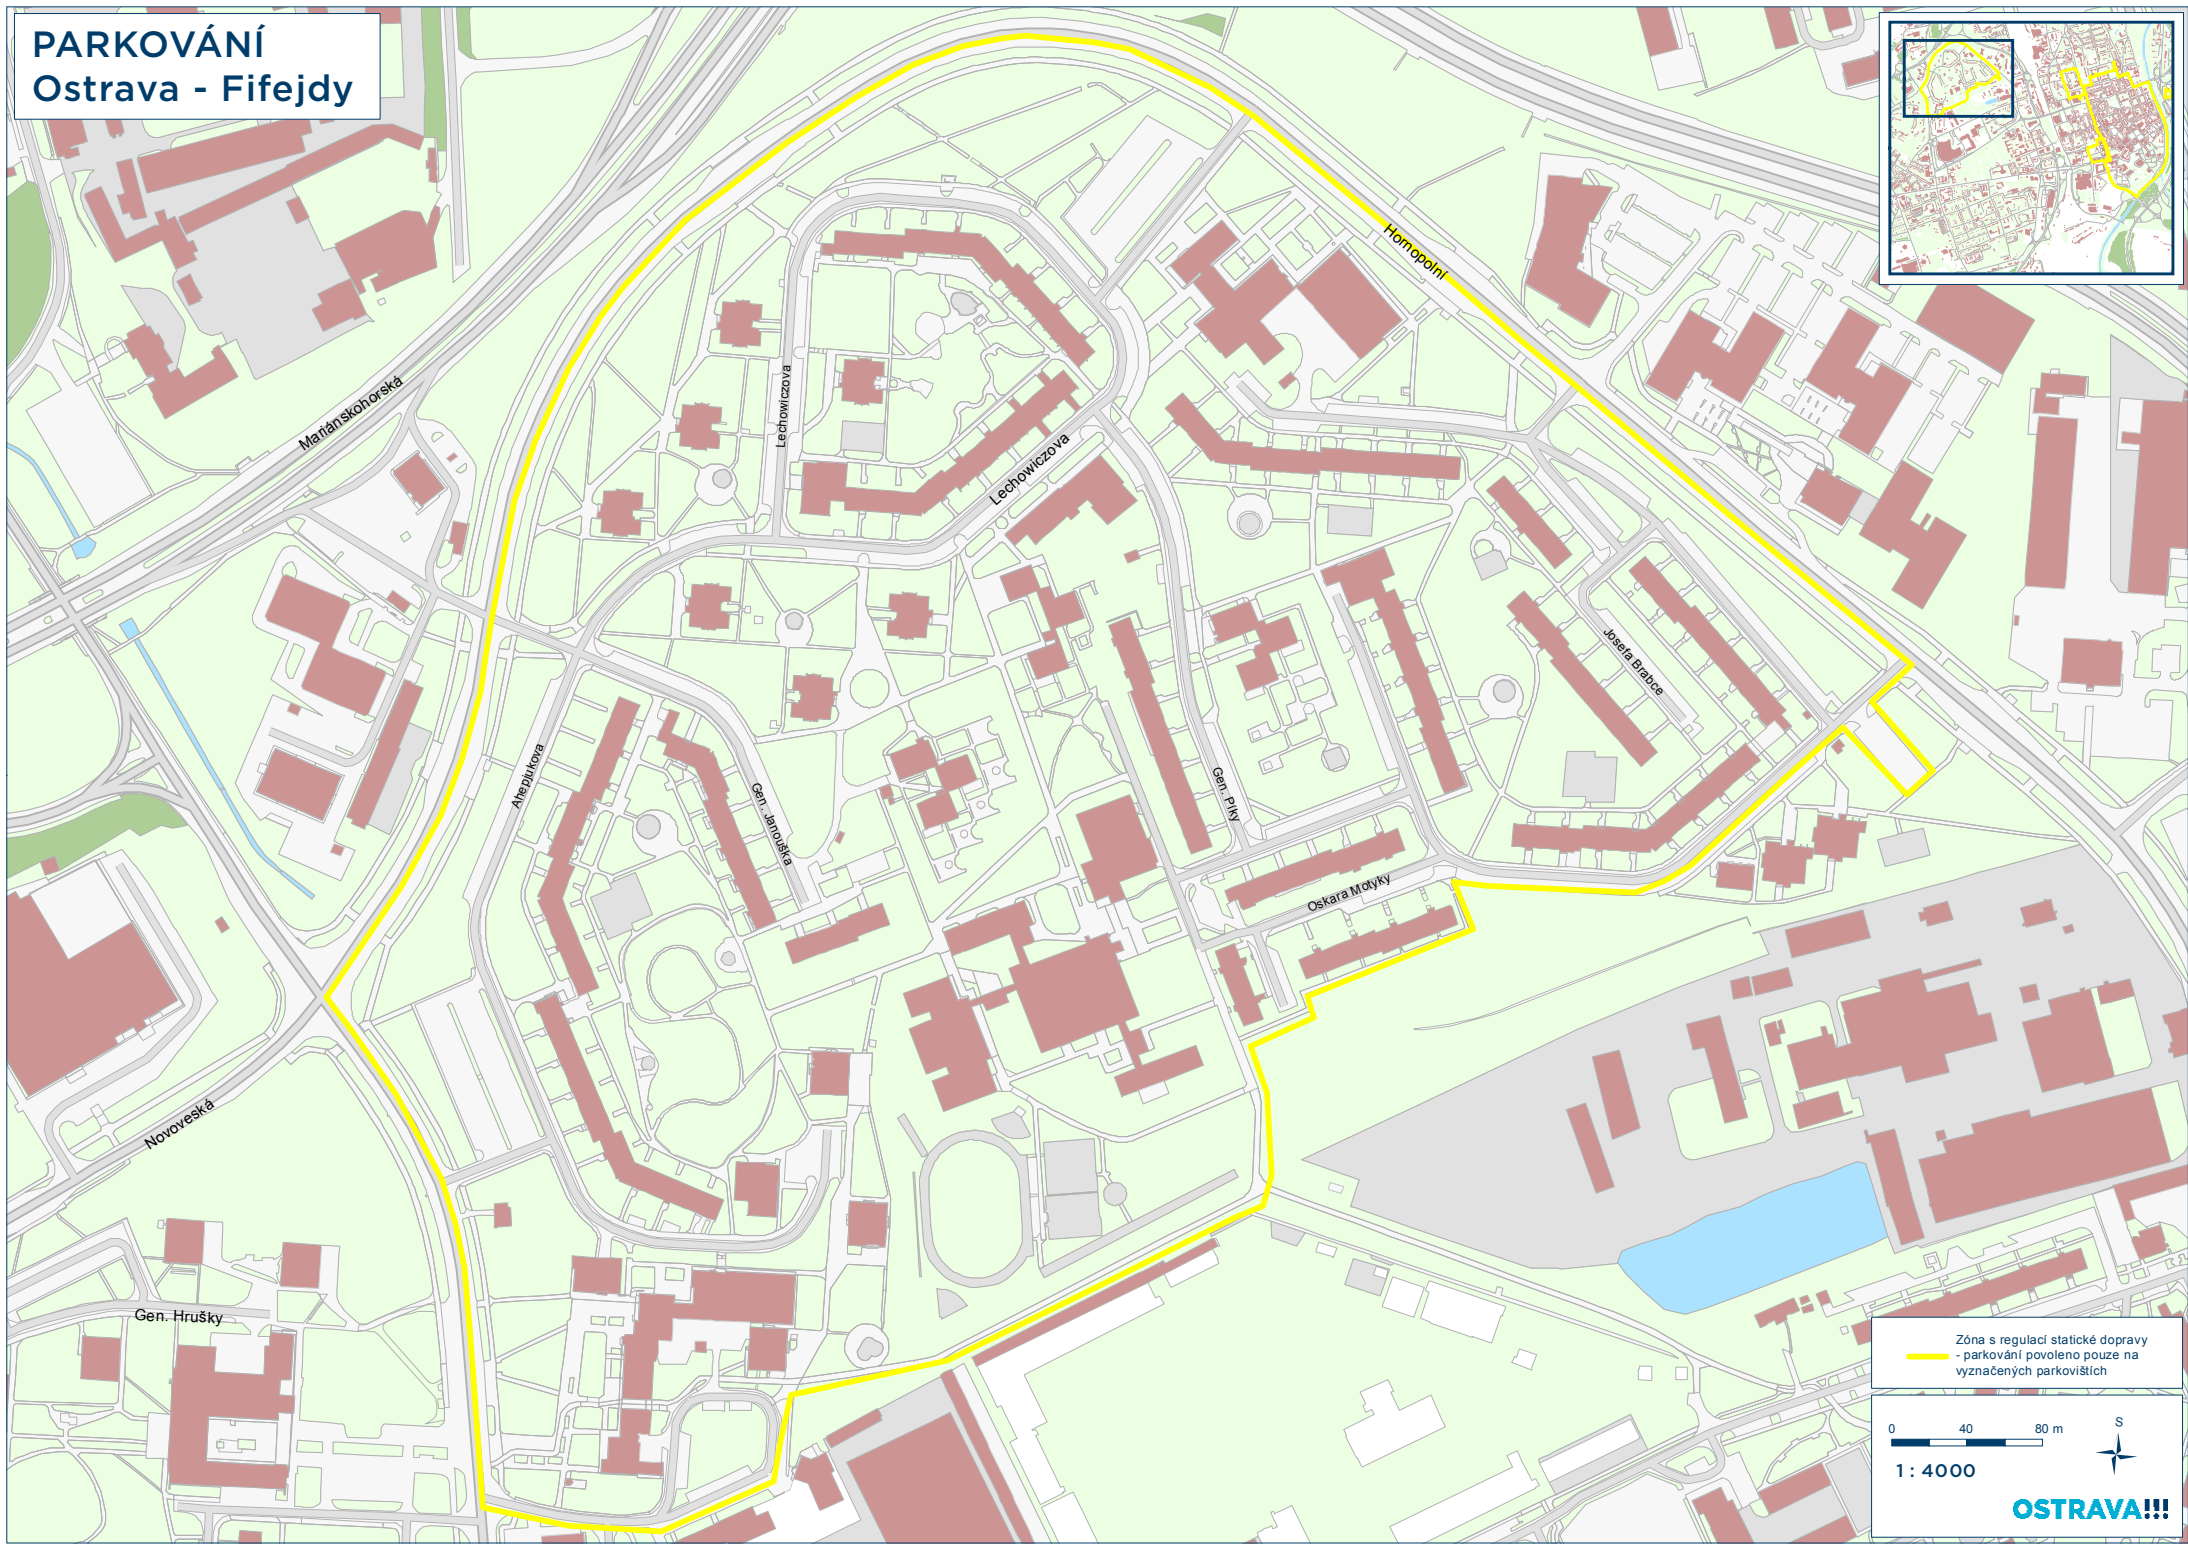 PARKOVÁNÍ
Ostrava - Fifejdy
Hornopolní
Mariánskohorská
Lechowiczova
Lechowiczova
Josefa Brabce
Ahepjukova
Gen. Janouška
Gen. Píky
Oskara Motyky
Novoveská
Gen. Hrušky
Zóna s regulací statické dopravy
- parkování povoleno pouze na
vyznačených parkovištích
0 40 80 m
S
1 : 4000
OSTRAVA!!!